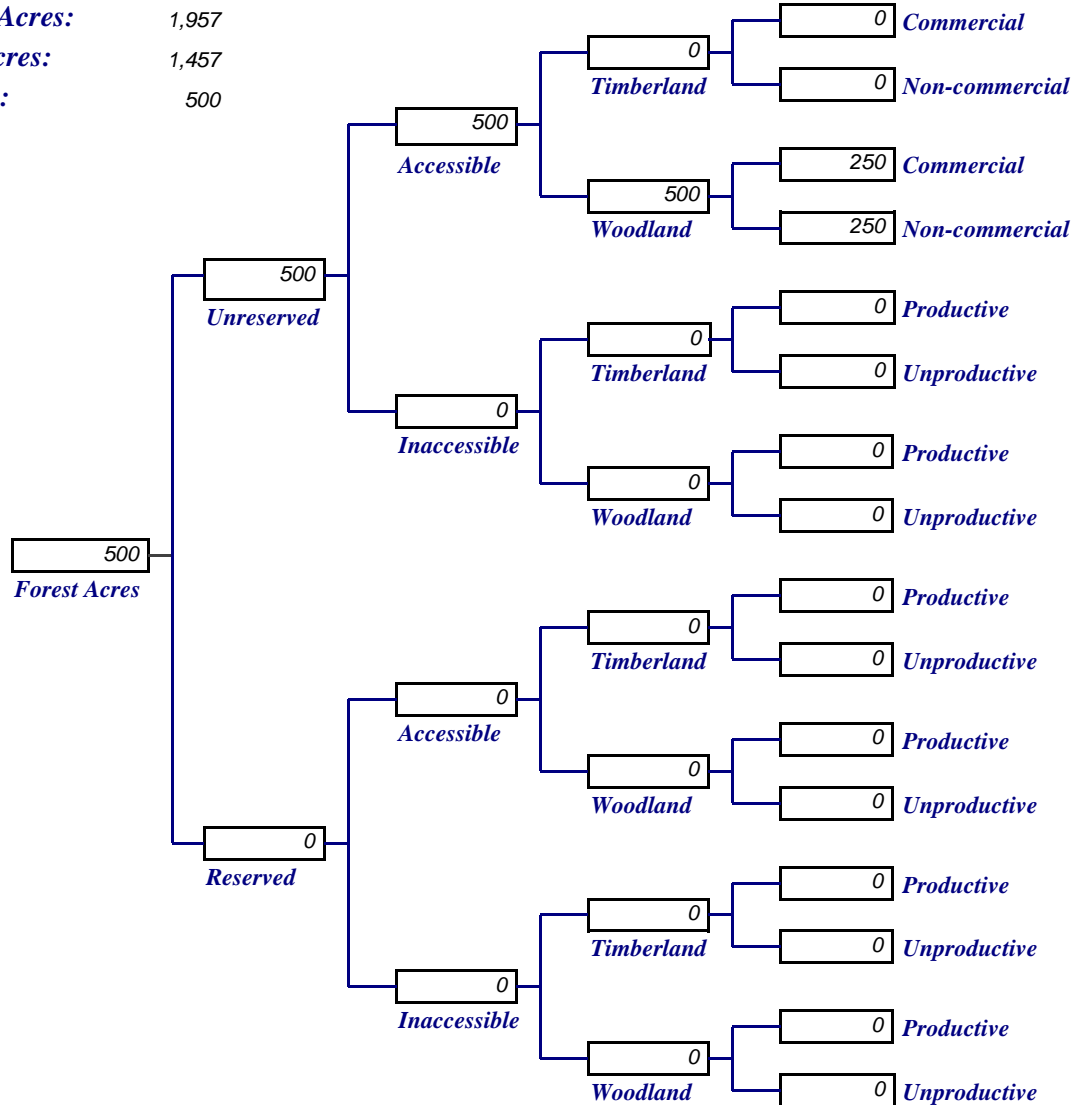 Acres: 1,957
cres: 1,457
: 500
0 Commercial
0
Timberland
0 Non-commercial
500
Accessible
250 Commercial
500
Woodland
250 Non-commercial
500
Unreserved
0 Productive
0
Timberland
0 Unproductive
0
Inaccessible
0 Productive
0
Woodland
0 Unproductive
500
Forest Acres
0 Productive
0
Timberland
0 Unproductive
0
Accessible
0 Productive
0
Woodland
0 Unproductive
0
Reserved
0 Productive
0
Timberland
0 Unproductive
0
Inaccessible
0 Productive
0
Woodland
0 Unproductive